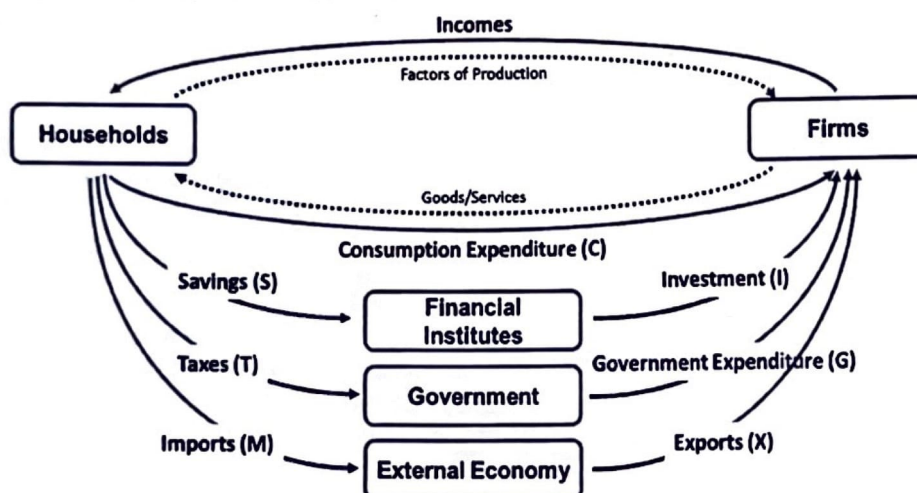 Incomes
Factors of Production
Households
Firms
Goods/Services
Consumption Expenditure (C)
Savings (S)
Investment (I)
Financial
Institutes
Taxes (T)
Government Expenditure (G)
Government
Imports (M)
Exports (X)
External Economy